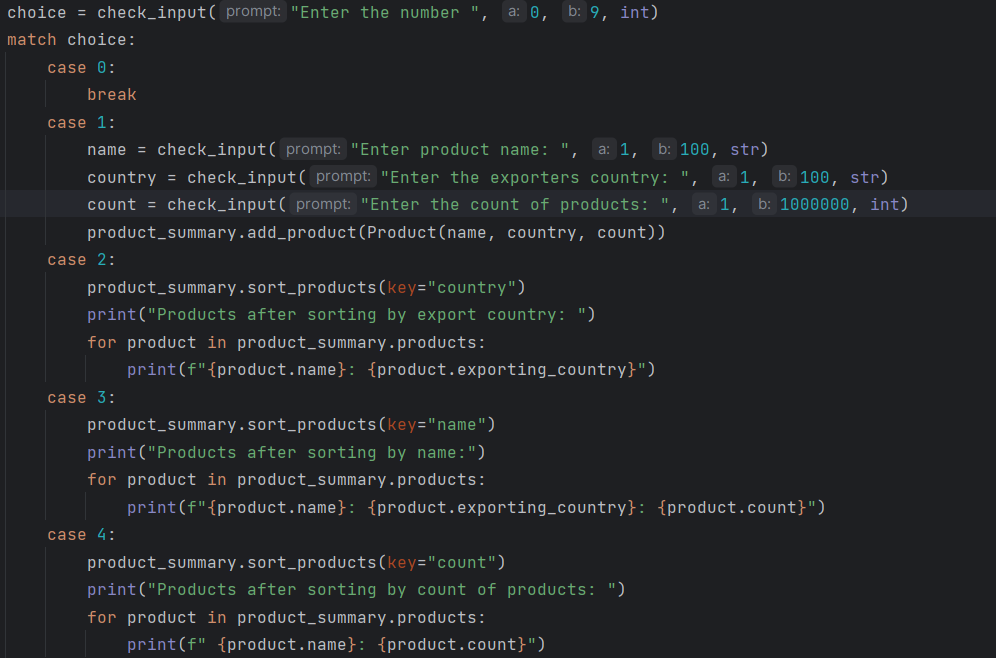 choice = check_input( prompt: "Enter the number ", a: 0, b: 9, int)
match choice:
    case 0:
        break
    case 1:
        name = check_input( prompt: "Enter product name: ", a: 1, b: 100, str)
        country = check_input( prompt: "Enter the exporters country: ", a: 1, b: 100, str)
        count = check_input( prompt: "Enter the count of products: ", a: 1, b: 1000000, int)
        product_summary.add_product(Product(name, country, count))
    case 2:
        product_summary.sort_products(key="country")
        print("Products after sorting by export country: ")
        for product in product_summary.products:
            print(f"{product.name}: {product.exporting_country}")
    case 3:
        product_summary.sort_products(key="name")
        print("Products after sorting by name:")
        for product in product_summary.products:
            print(f"{product.name}: {product.exporting_country}: {product.count}")
    case 4:
        product_summary.sort_products(key="count")
        print("Products after sorting by count of products: ")
        for product in product_summary.products:
            print(f" {product.name}: {product.count}")